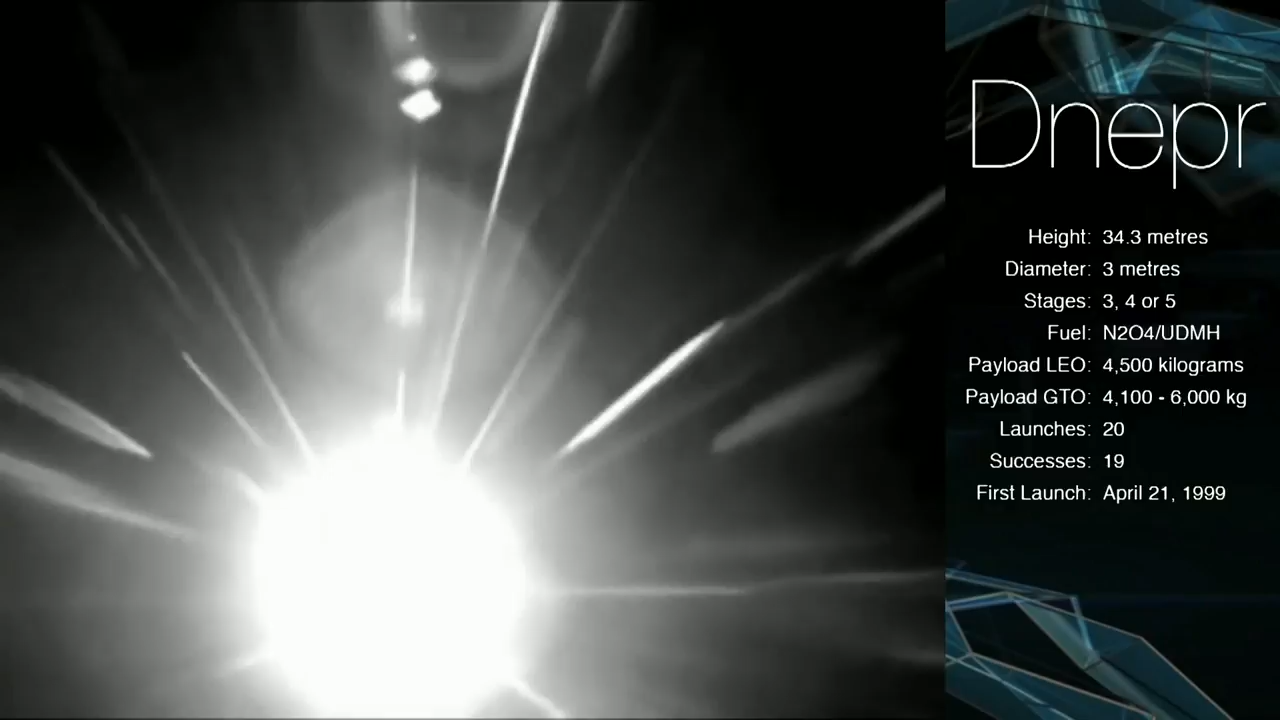 Dnepr
Height: 34.3 metres
Diameter: 3 metres
Stages: 3, 4 or 5
Fuel: N2O4/UDMH
Payload LEO: 4,500 kilograms
Payload GTO: 4,100 - 6,000 kg
Launches: 20
Successes: 19
First Launch: April 21, 1999